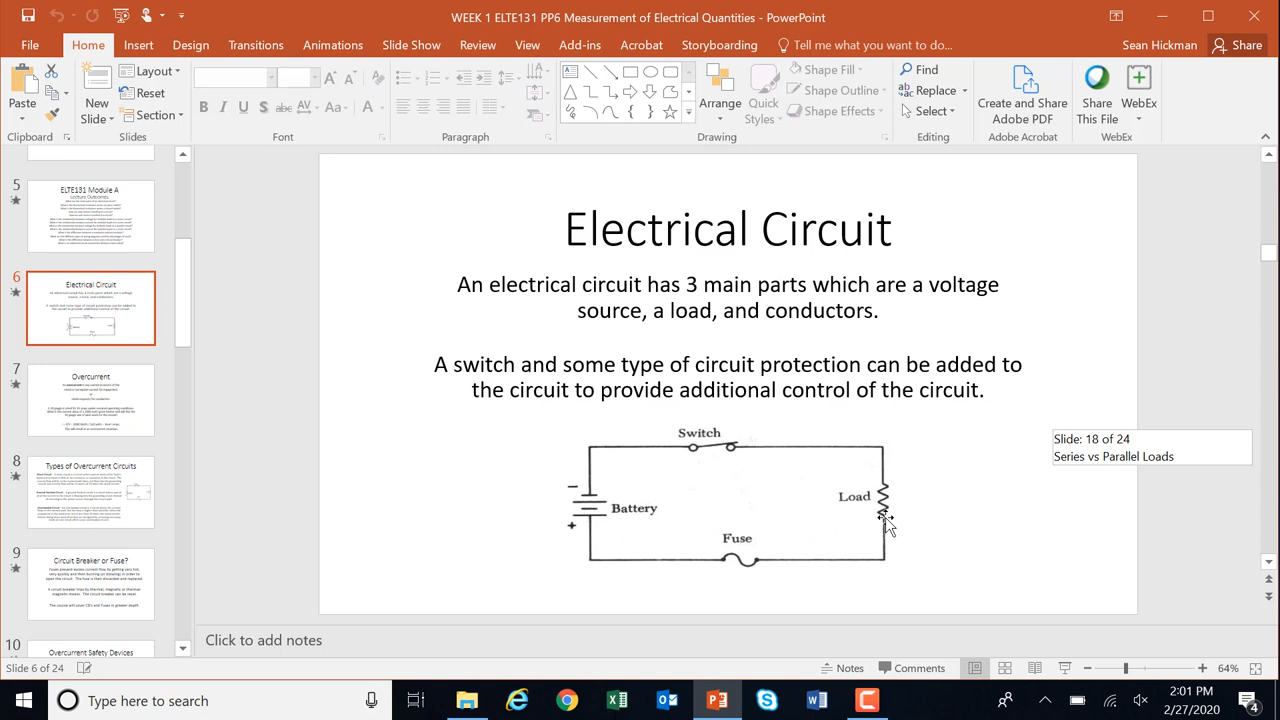 WEEK 1 ELTE131 PP6 Measurement of Electrical Quantities - PowerPoint
File Home Insert Design Transitions Animations Slide Show Review View Add-ins Acrobat Storyboarding Tell me what you want to do... Sean Hickman Share
Paste
New
Slide
Layout
Reset
Section
B I U S abc AV Aa A
Arrange
Quick
Styles
Shape Fill
Shape Outline
Shape Effects
Find
Replace
Select
Create and Share
Adobe PDF
Share
This File
WebEx
Clipboard Slides Font Paragraph Drawing Editing Adobe Acrobat WebEx
5
ELTE131 Module A
Lecture Outcomes
6
Electrical Circuit
7
Overcurrent
8
Types of Overcurrent Circuits
9
Circuit Breaker or Fuse?
10
Overcurrent Safety Devices
Electrical Circuit
An electrical circuit has 3 main parts which are a voltage
source, a load, and conductors.
A switch and some type of circuit protection can be added to
the circuit to provide additional control of the circuit.
Switch
Battery
Load
Fuse
Slide: 18 of 24
Series vs Parallel Loads
Click to add notes
Slide 6 of 24 Notes Comments 64%
Type here to search
2:01 PM
2/27/2020
4